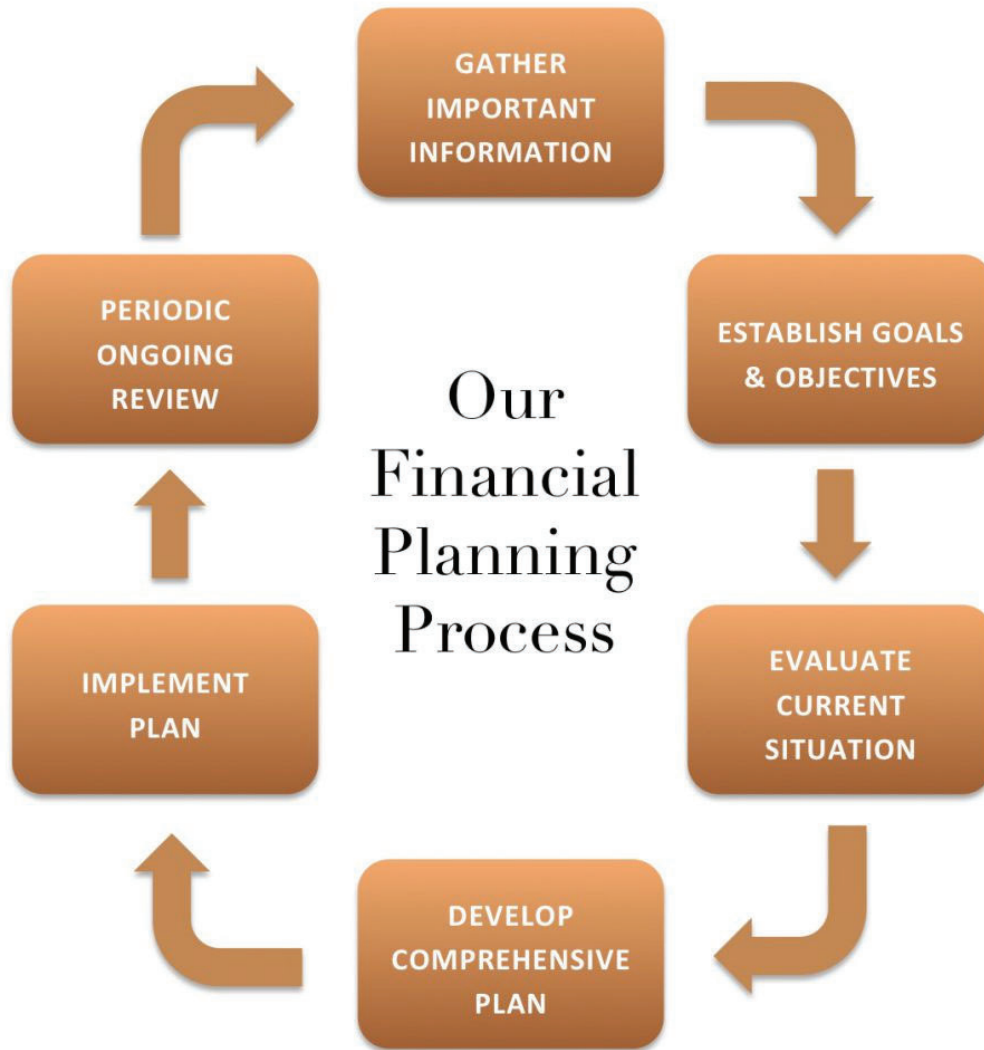 GATHER
IMPORTANT
INFORMATION
ESTABLISH GOALS
& OBJECTIVES
EVALUATE
CURRENT
SITUATION
DEVELOP
COMPREHENSIVE
PLAN
IMPLEMENT
PLAN
PERIODIC
ONGOING
REVIEW
Our
Financial
Planning
Process